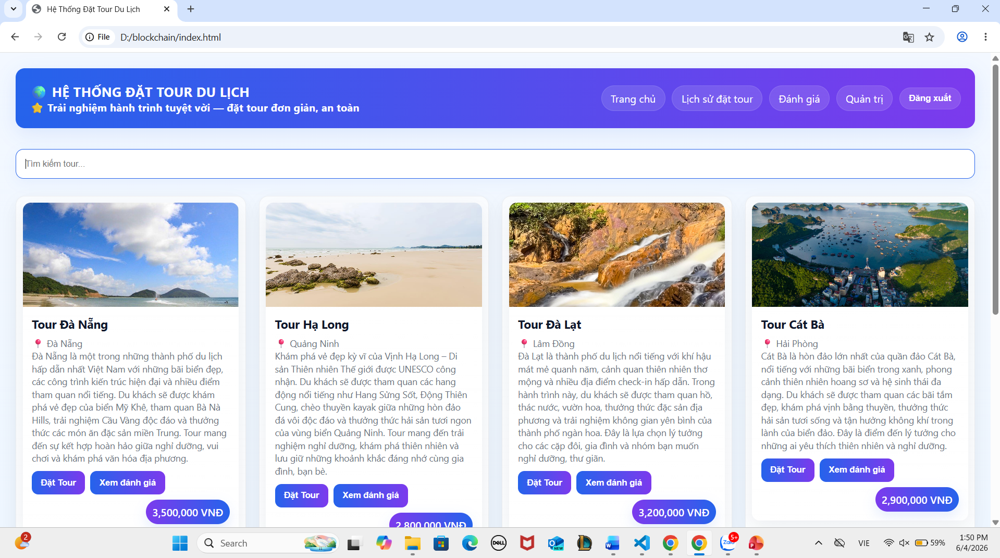 Hệ Thống Đặt Tour Du Lịch
File
D:/blockchain/index.html
HỆ THỐNG ĐẶT TOUR DU LỊCH
Trải nghiệm hành trình tuyệt vời — đặt tour đơn giản, an toàn
Trang chủ
Lịch sử đặt tour
Đánh giá
Quản trị
Đăng xuất
Tìm kiếm tour...
Tour Đà Nẵng
Đà Nẵng
Đà Nẵng là một trong những thành phố du lịch
hấp dẫn nhất Việt Nam với những bãi biển đẹp,
các công trình kiến trúc hiện đại và nhiều điểm
tham quan nổi tiếng. Du khách sẽ được khám
phá vẻ đẹp của biển Mỹ Khê, tham quan Bà Nà
Hills, trải nghiệm Cầu Vàng độc đáo và thưởng
thức các món ăn đặc sản miền Trung. Tour mang
đến sự kết hợp hoàn hảo giữa nghỉ dưỡng, vui
chơi và khám phá văn hóa địa phương.
Đặt Tour
Xem đánh giá
3,500,000 VNĐ
Tour Hạ Long
Quảng Ninh
Khám phá vẻ đẹp kỳ vĩ của Vịnh Hạ Long – Di
sản Thiên nhiên Thế giới được UNESCO công
nhận. Du khách sẽ được tham quan các hang
động nổi tiếng như Hang Sửng Sốt, Động Thiên
Cung, chèo thuyền kayak giữa những hòn đảo
đá vôi độc đáo và thưởng thức hải sản tươi ngon
của vùng biển Quảng Ninh. Tour mang đến trải
nghiệm nghỉ dưỡng, khám phá thiên nhiên và
lưu giữ những khoảnh khắc đáng nhớ cùng gia
đình, bạn bè.
Đặt Tour
Xem đánh giá
2,800,000 VNĐ
Tour Đà Lạt
Lâm Đồng
Đà Lạt là thành phố du lịch nổi tiếng với khí hậu
mát mẻ quanh năm, cảnh quan thiên nhiên thơ
mộng và nhiều địa điểm check-in hấp dẫn. Trong
hành trình này, du khách sẽ được tham quan hồ,
thác nước, vườn hoa, thưởng thức đặc sản địa
phương và trải nghiệm không gian yên bình của
thành phố ngàn hoa. Đây là lựa chọn lý tưởng
cho các cặp đôi, gia đình và nhóm bạn muốn
nghỉ dưỡng, thư giãn.
Đặt Tour
Xem đánh giá
3,200,000 VNĐ
Tour Cát Bà
Hải Phòng
Cát Bà là hòn đảo lớn nhất của quần đảo Cát Bà,
nổi tiếng với những bãi biển trong xanh, phong
cảnh thiên nhiên hoang sơ và hệ sinh thái đa
dạng. Du khách sẽ được tham quan các bãi tắm
đẹp, khám phá vịnh bằng thuyền, thưởng thức
hải sản tươi sống và tận hưởng không khí trong
lành của biển đảo. Đây là điểm đến lý tưởng cho
những ai yêu thích thiên nhiên và nghỉ dưỡng.
Đặt Tour
Xem đánh giá
2,900,000 VNĐ
2
Search
DELL
NEW
Zalo
5+
VIE
59%
1:50 PM
6/4/2026